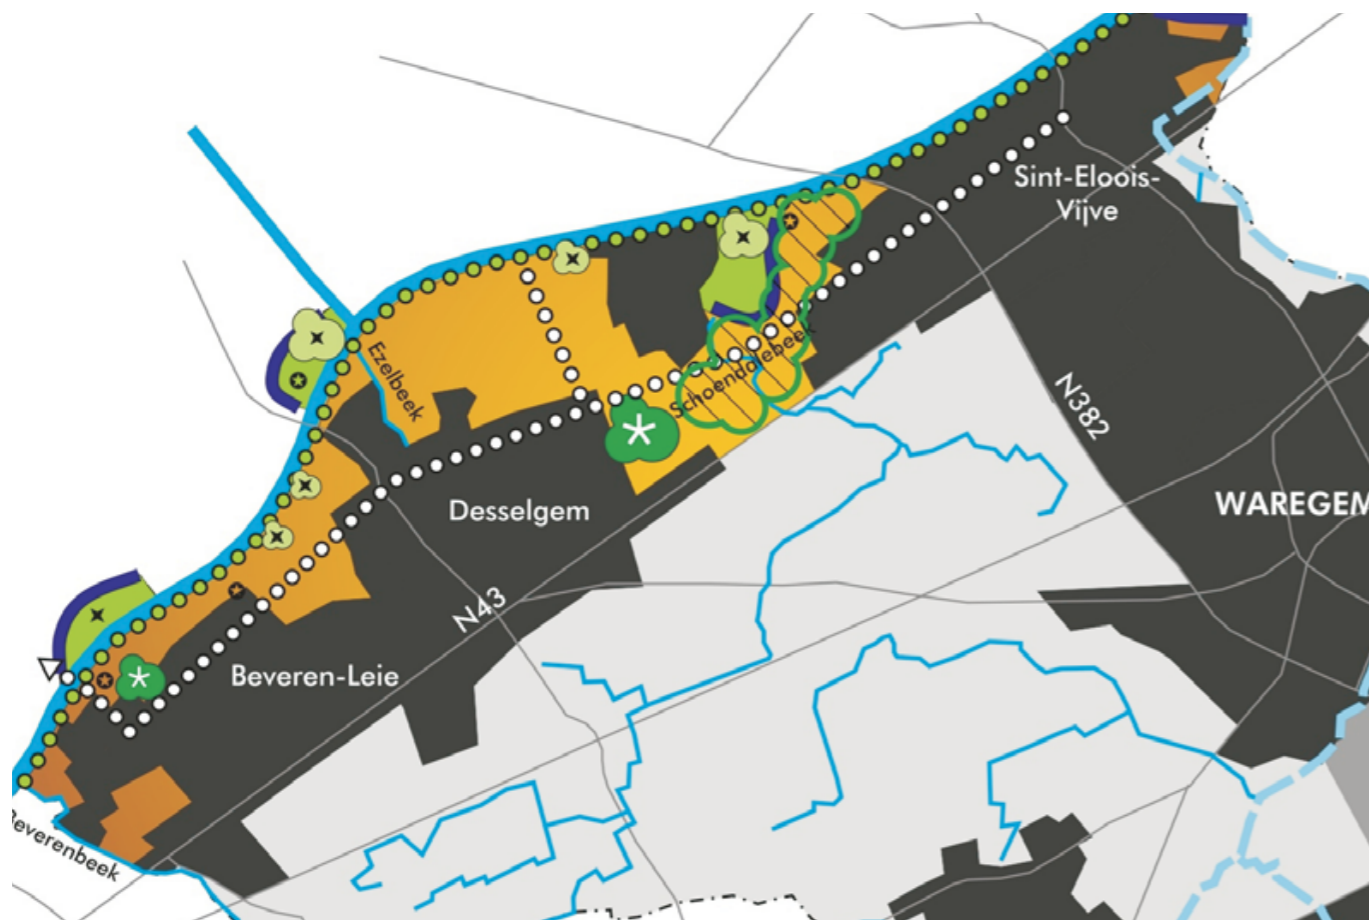 Sint-Eloois-
Vijve
Ezelbeek
Schoendalebeek
N382
WAREGEM
Desselgem
N43
Beveren-Leie
Beverenbeek